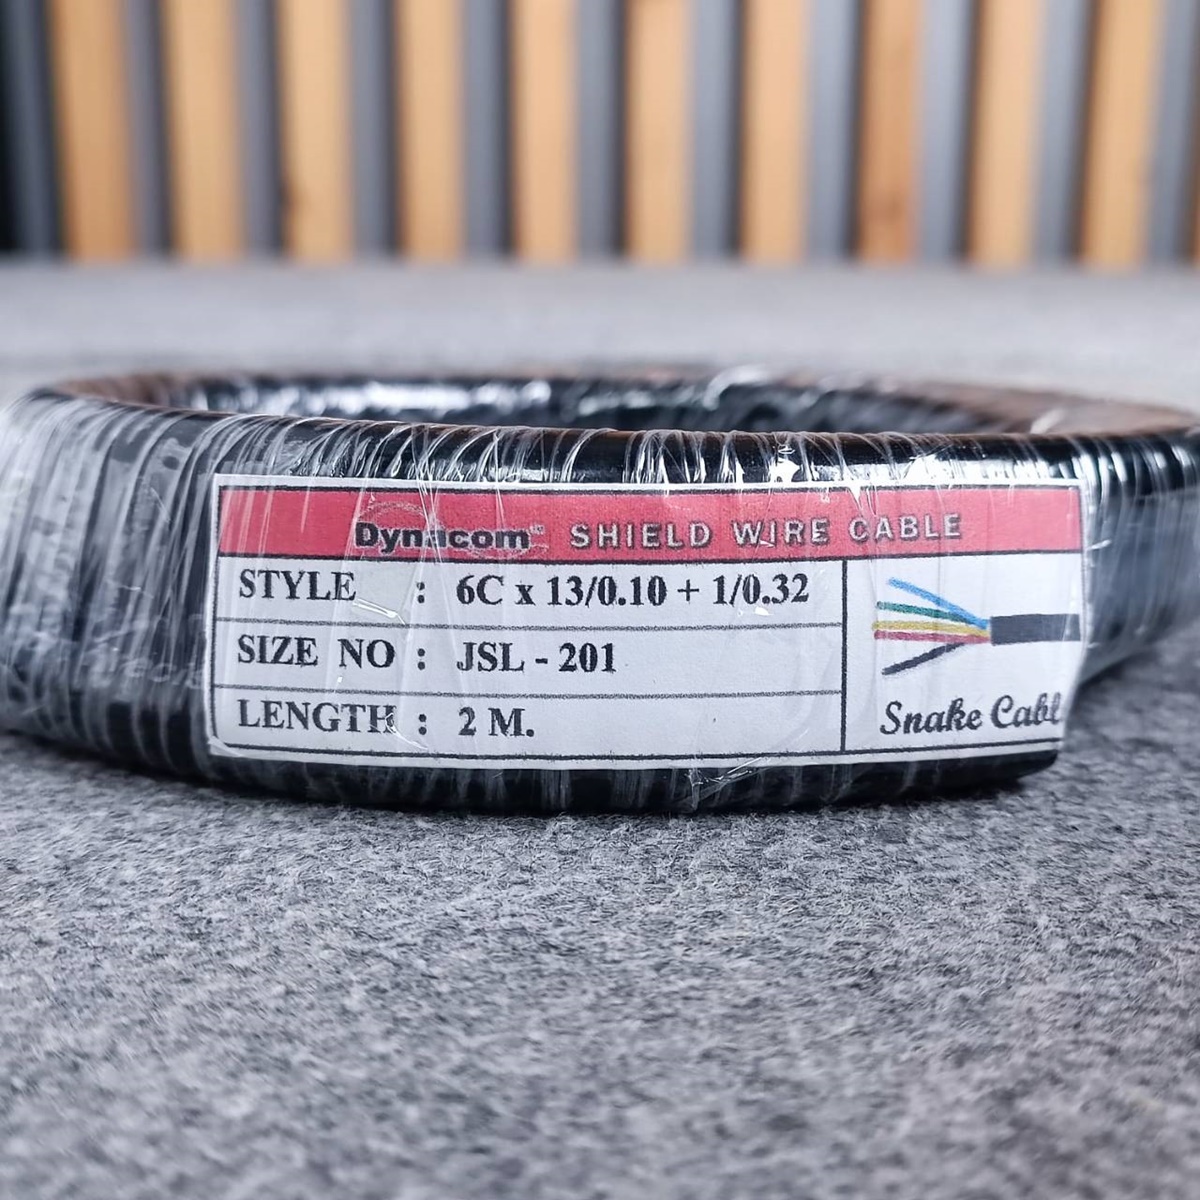 Dynacom™ SHIELD WIRE CABLE
STYLE : 6C x 13/0.10 + 1/0.32
SIZE NO : JSL - 201
LENGTH : 2 M.
Snake Cabl